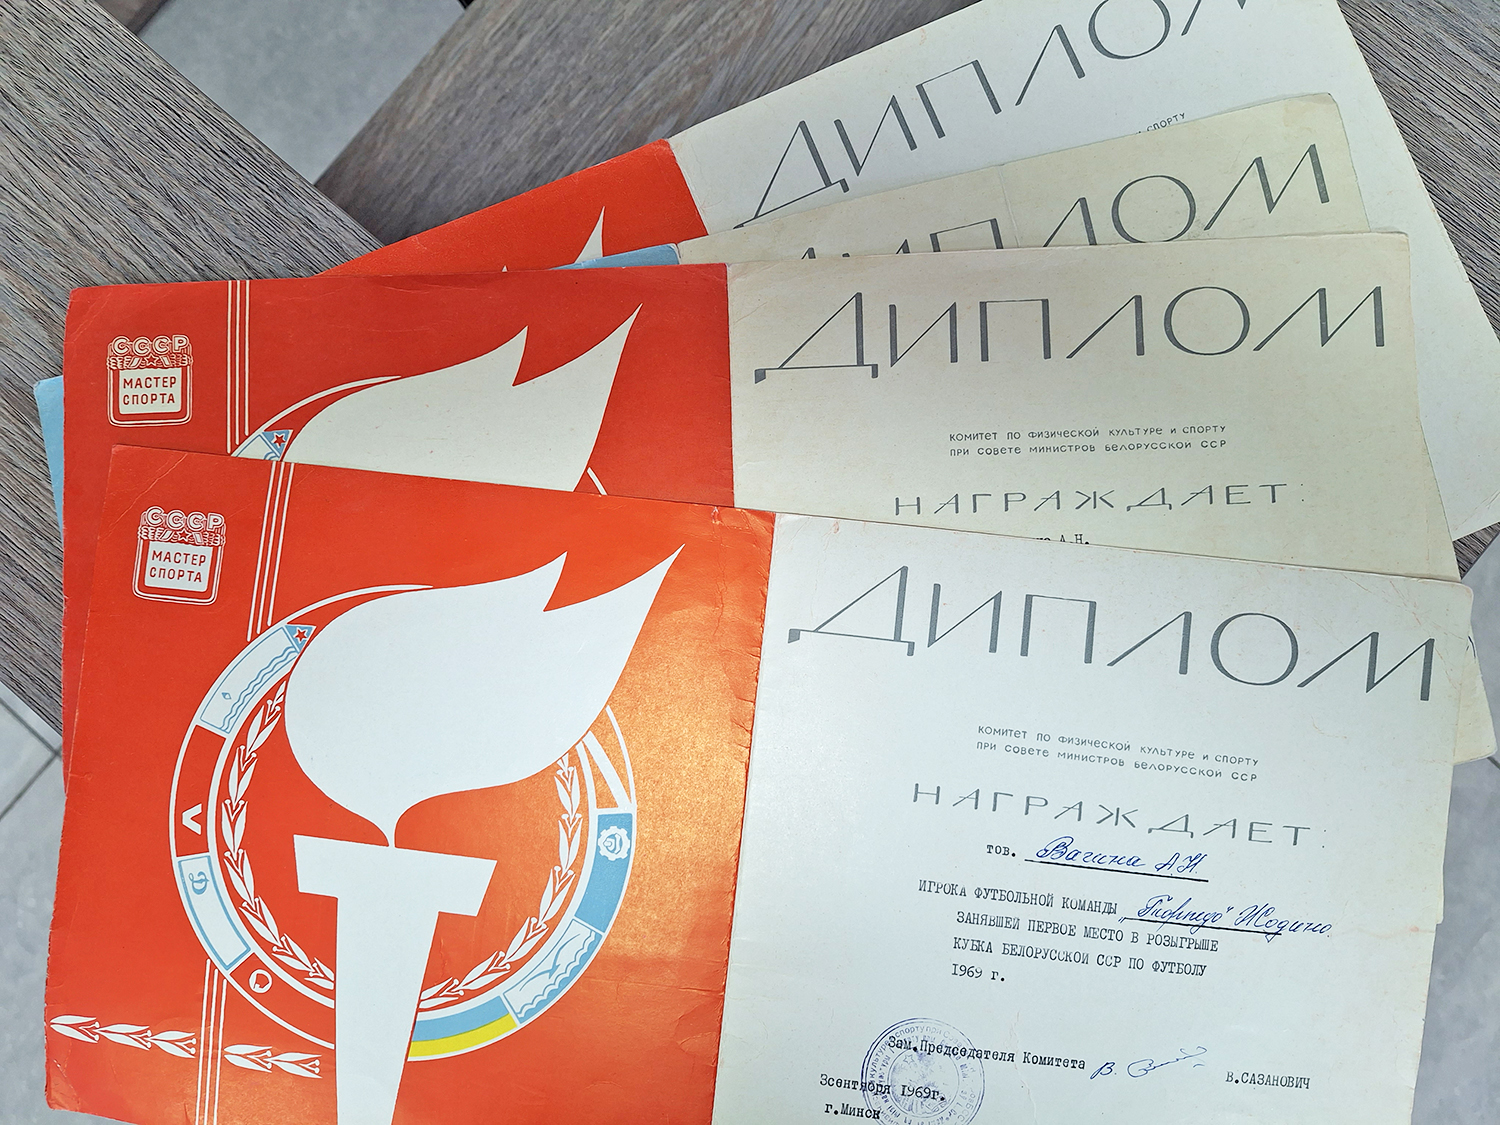 ДИПЛОМ
СПОРТУ
ДИПЛОМ
СССР
МАСТЕР
СПОРТА
ДИПЛОМ
КОМИТЕТ ПО ФИЗИЧЕСКОЙ КУЛЬТУРЕ И СПОРТУ
ПРИ СОВЕТЕ МИНИСТРОВ БЕЛОРУССКОЙ ССР
НАГРАЖДАЕТ:
А.Н.
СССР
МАСТЕР
СПОРТА
ДИПЛОМ
КОМИТЕТ ПО ФИЗИЧЕСКОЙ КУЛЬТУРЕ И СПОРТУ
ПРИ СОВЕТЕ МИНИСТРОВ БЕЛОРУССКОЙ ССР
НАГРАЖДАЕТ:
тов. Вагина А.Н.
ИГРОКА ФУТБОЛЬНОЙ КОМАНДЫ „Торпедо" Жодино
ЗАНЯВШЕЙ ПЕРВОЕ МЕСТО В РОЗЫГРЫШЕ
КУБКА БЕЛОРУССКОЙ ССР ПО ФУТБОЛУ
1969 г.
Зам.Председателя Комитета В.САЗАНОВИЧ
3сентября 1969г.
г.Минск